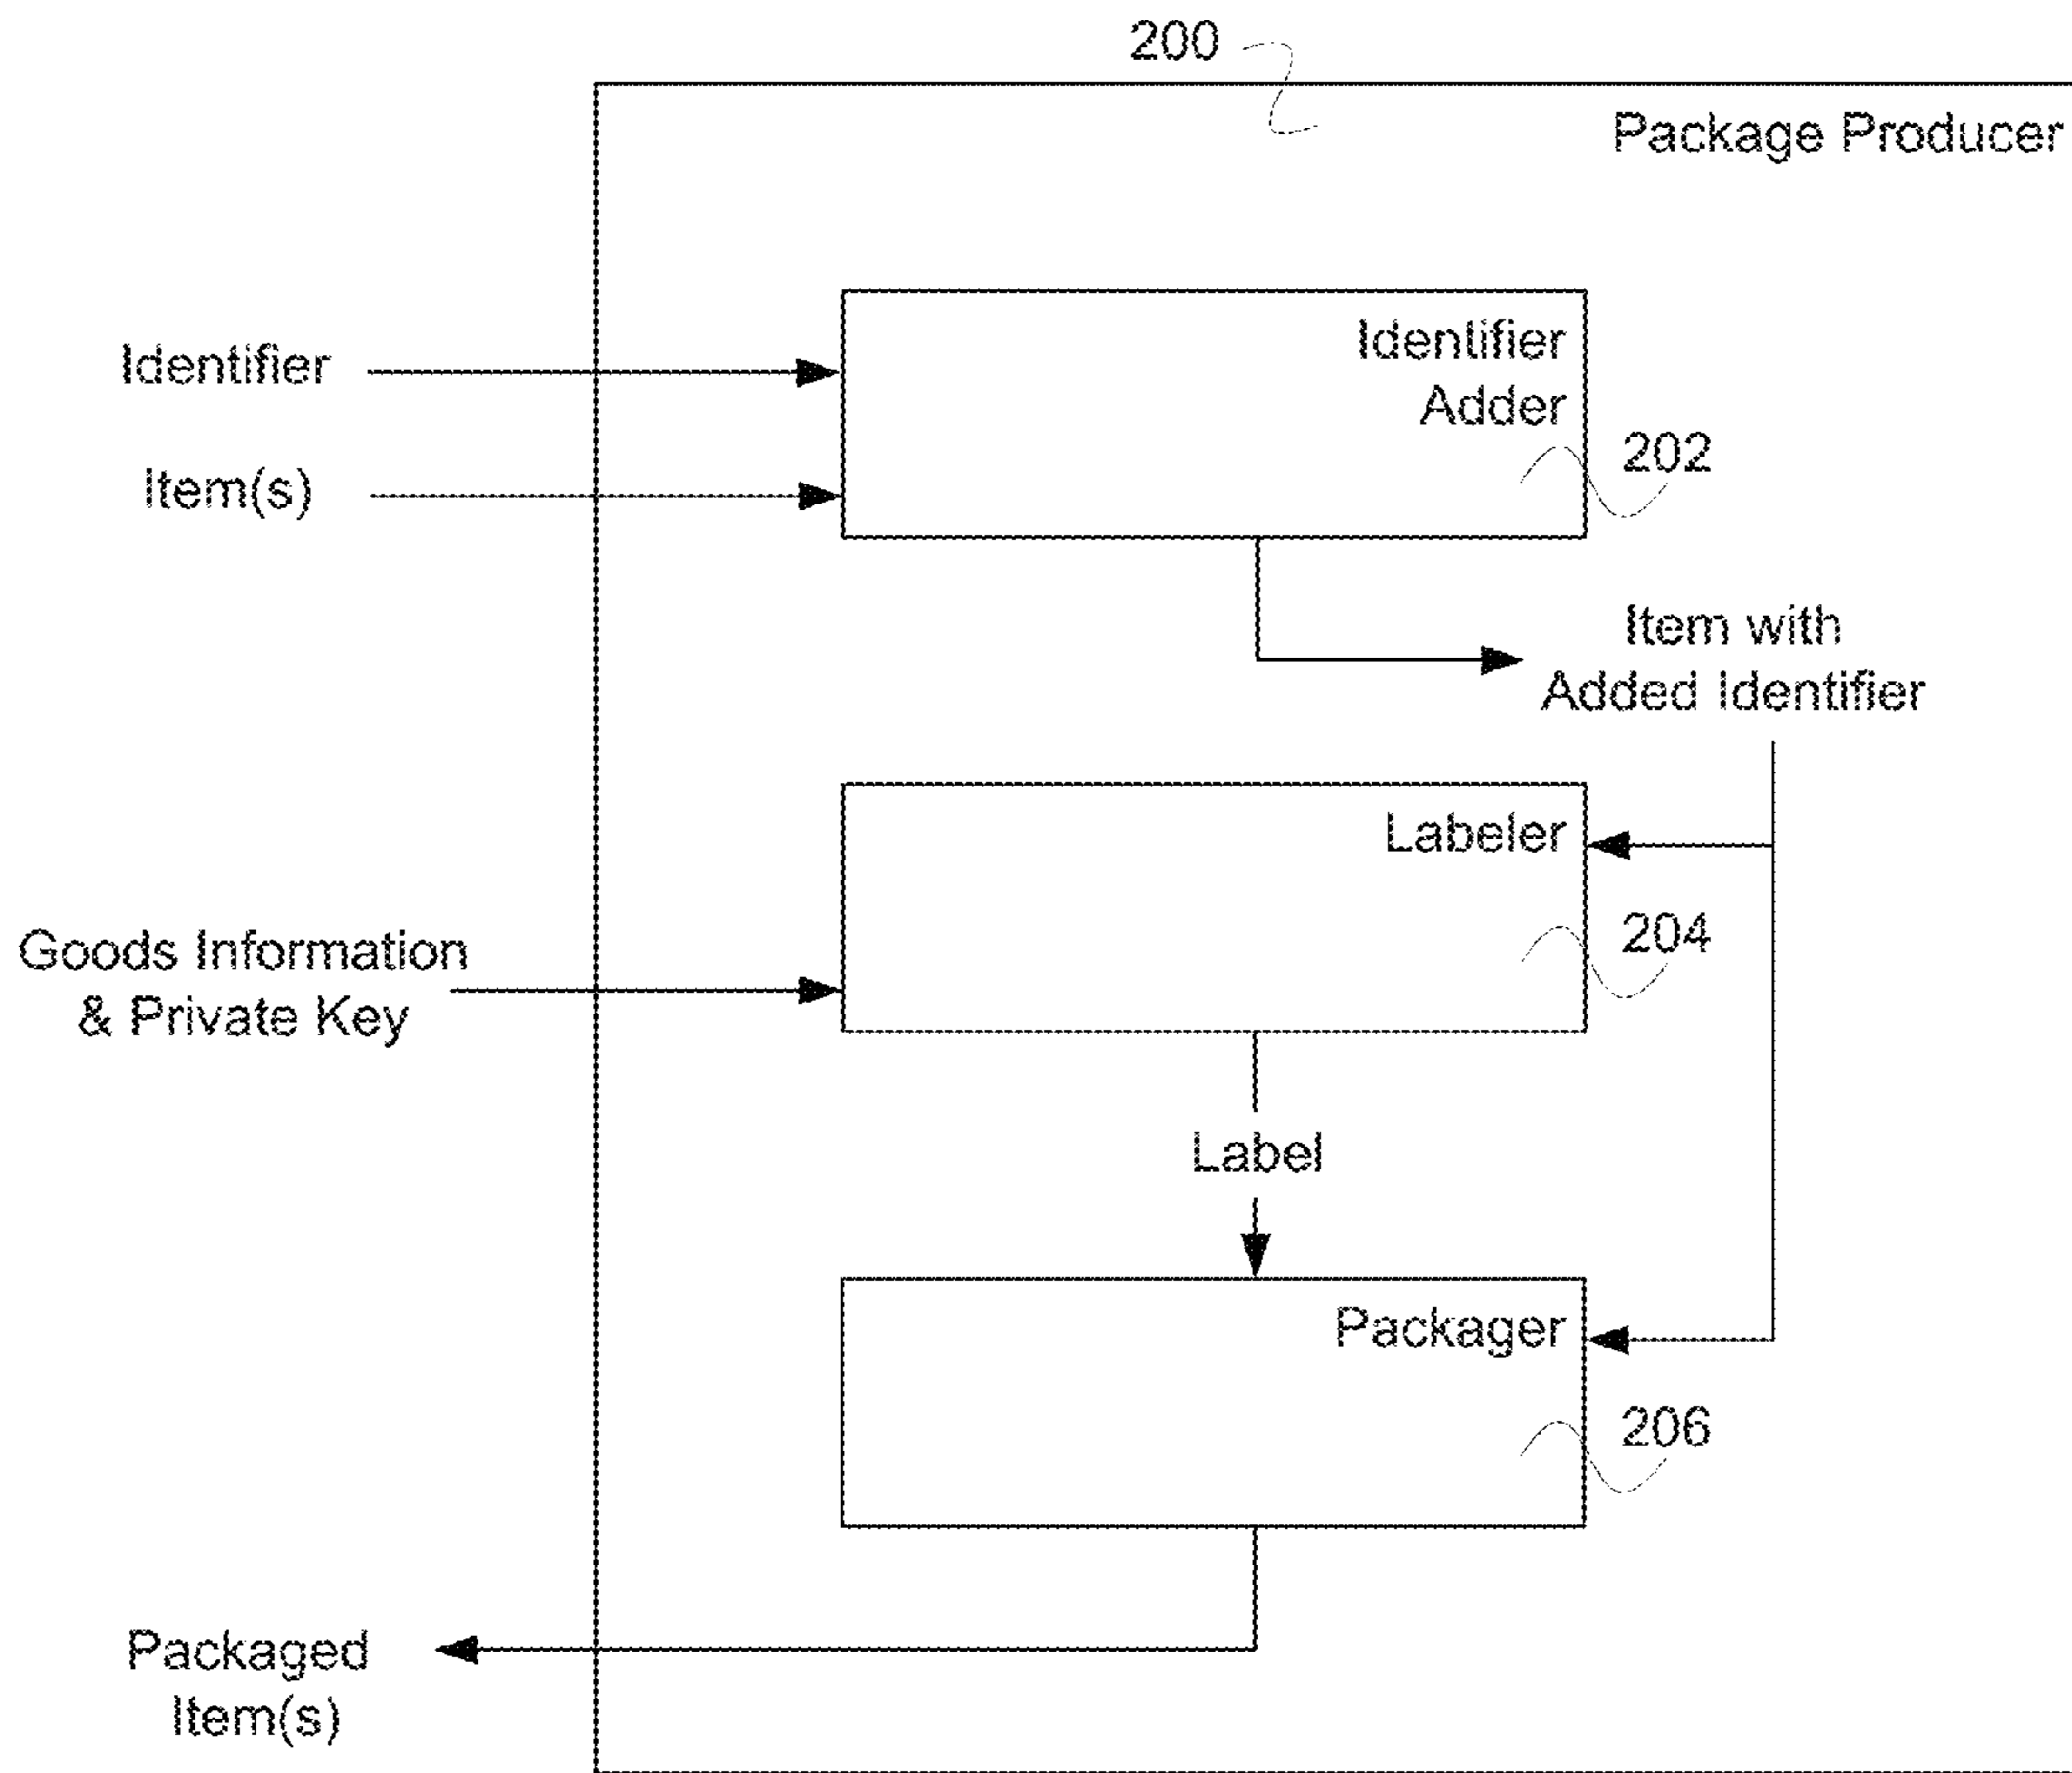 200
Package Producer
Identifier
Identifier
Adder
202
Item(s)
Item with
Added Identifier
Labeler
204
Goods Information
& Private Key
Label
Packager
206
Packaged
Item(s)